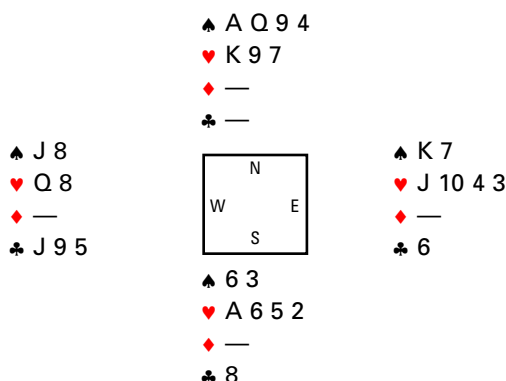 ♠ A Q 9 4
♥ K 9 7
♦ —
♣ —
♠ J 8
♥ Q 8
♦ —
♣ J 9 5
N
W E
S
♠ K 7
♥ J 10 4 3
♦ —
♣ 6
♠ 6 3
♥ A 6 5 2
♦ —
♣ 8